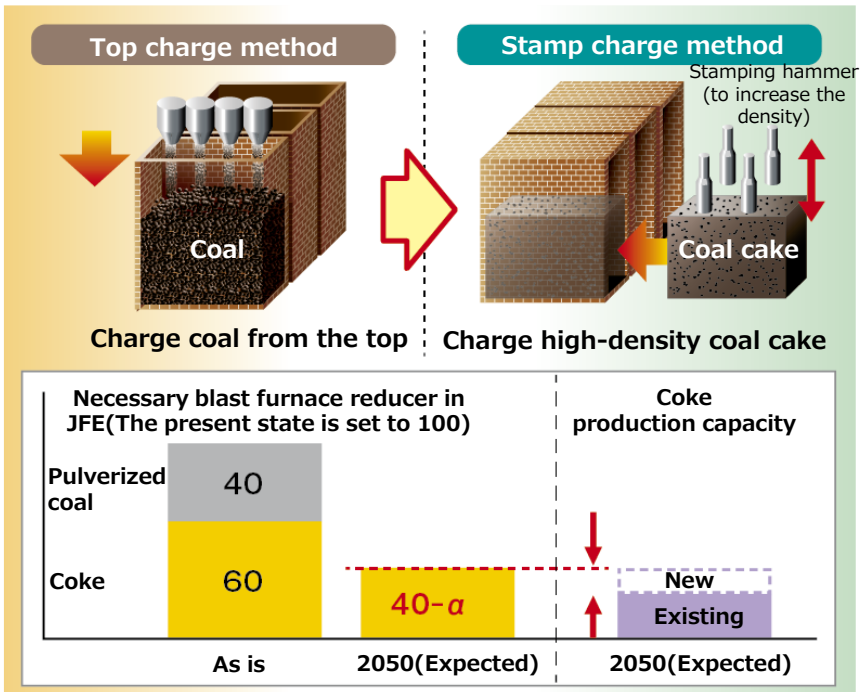 Top charge method
Stamp charge method
Stamping hammer
(to increase the
density)
Coal
Coal cake
Charge coal from the top
Charge high-density coal cake
Necessary blast furnace reducer in
JFE(The present state is set to 100)
Coke
production capacity
Pulverized
coal
40
Coke
60
40-α
New
Existing
As is
2050(Expected)
2050(Expected)